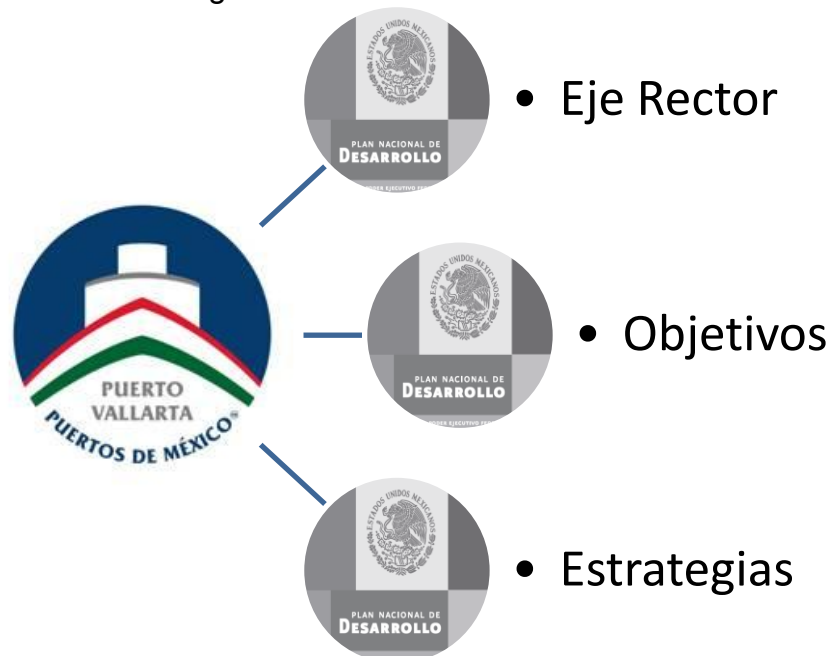 ESTADOS UNIDOS MEXICANOS
PLAN NACIONAL DE
DESARROLLO
• Eje Rector
PUERTO
VALLARTA
PUERTOS DE MÉXICO
ESTADOS UNIDOS MEXICANOS
PLAN NACIONAL DE
DESARROLLO
• Objetivos
ESTADOS UNIDOS MEXICANOS
PLAN NACIONAL DE
DESARROLLO
• Estrategias